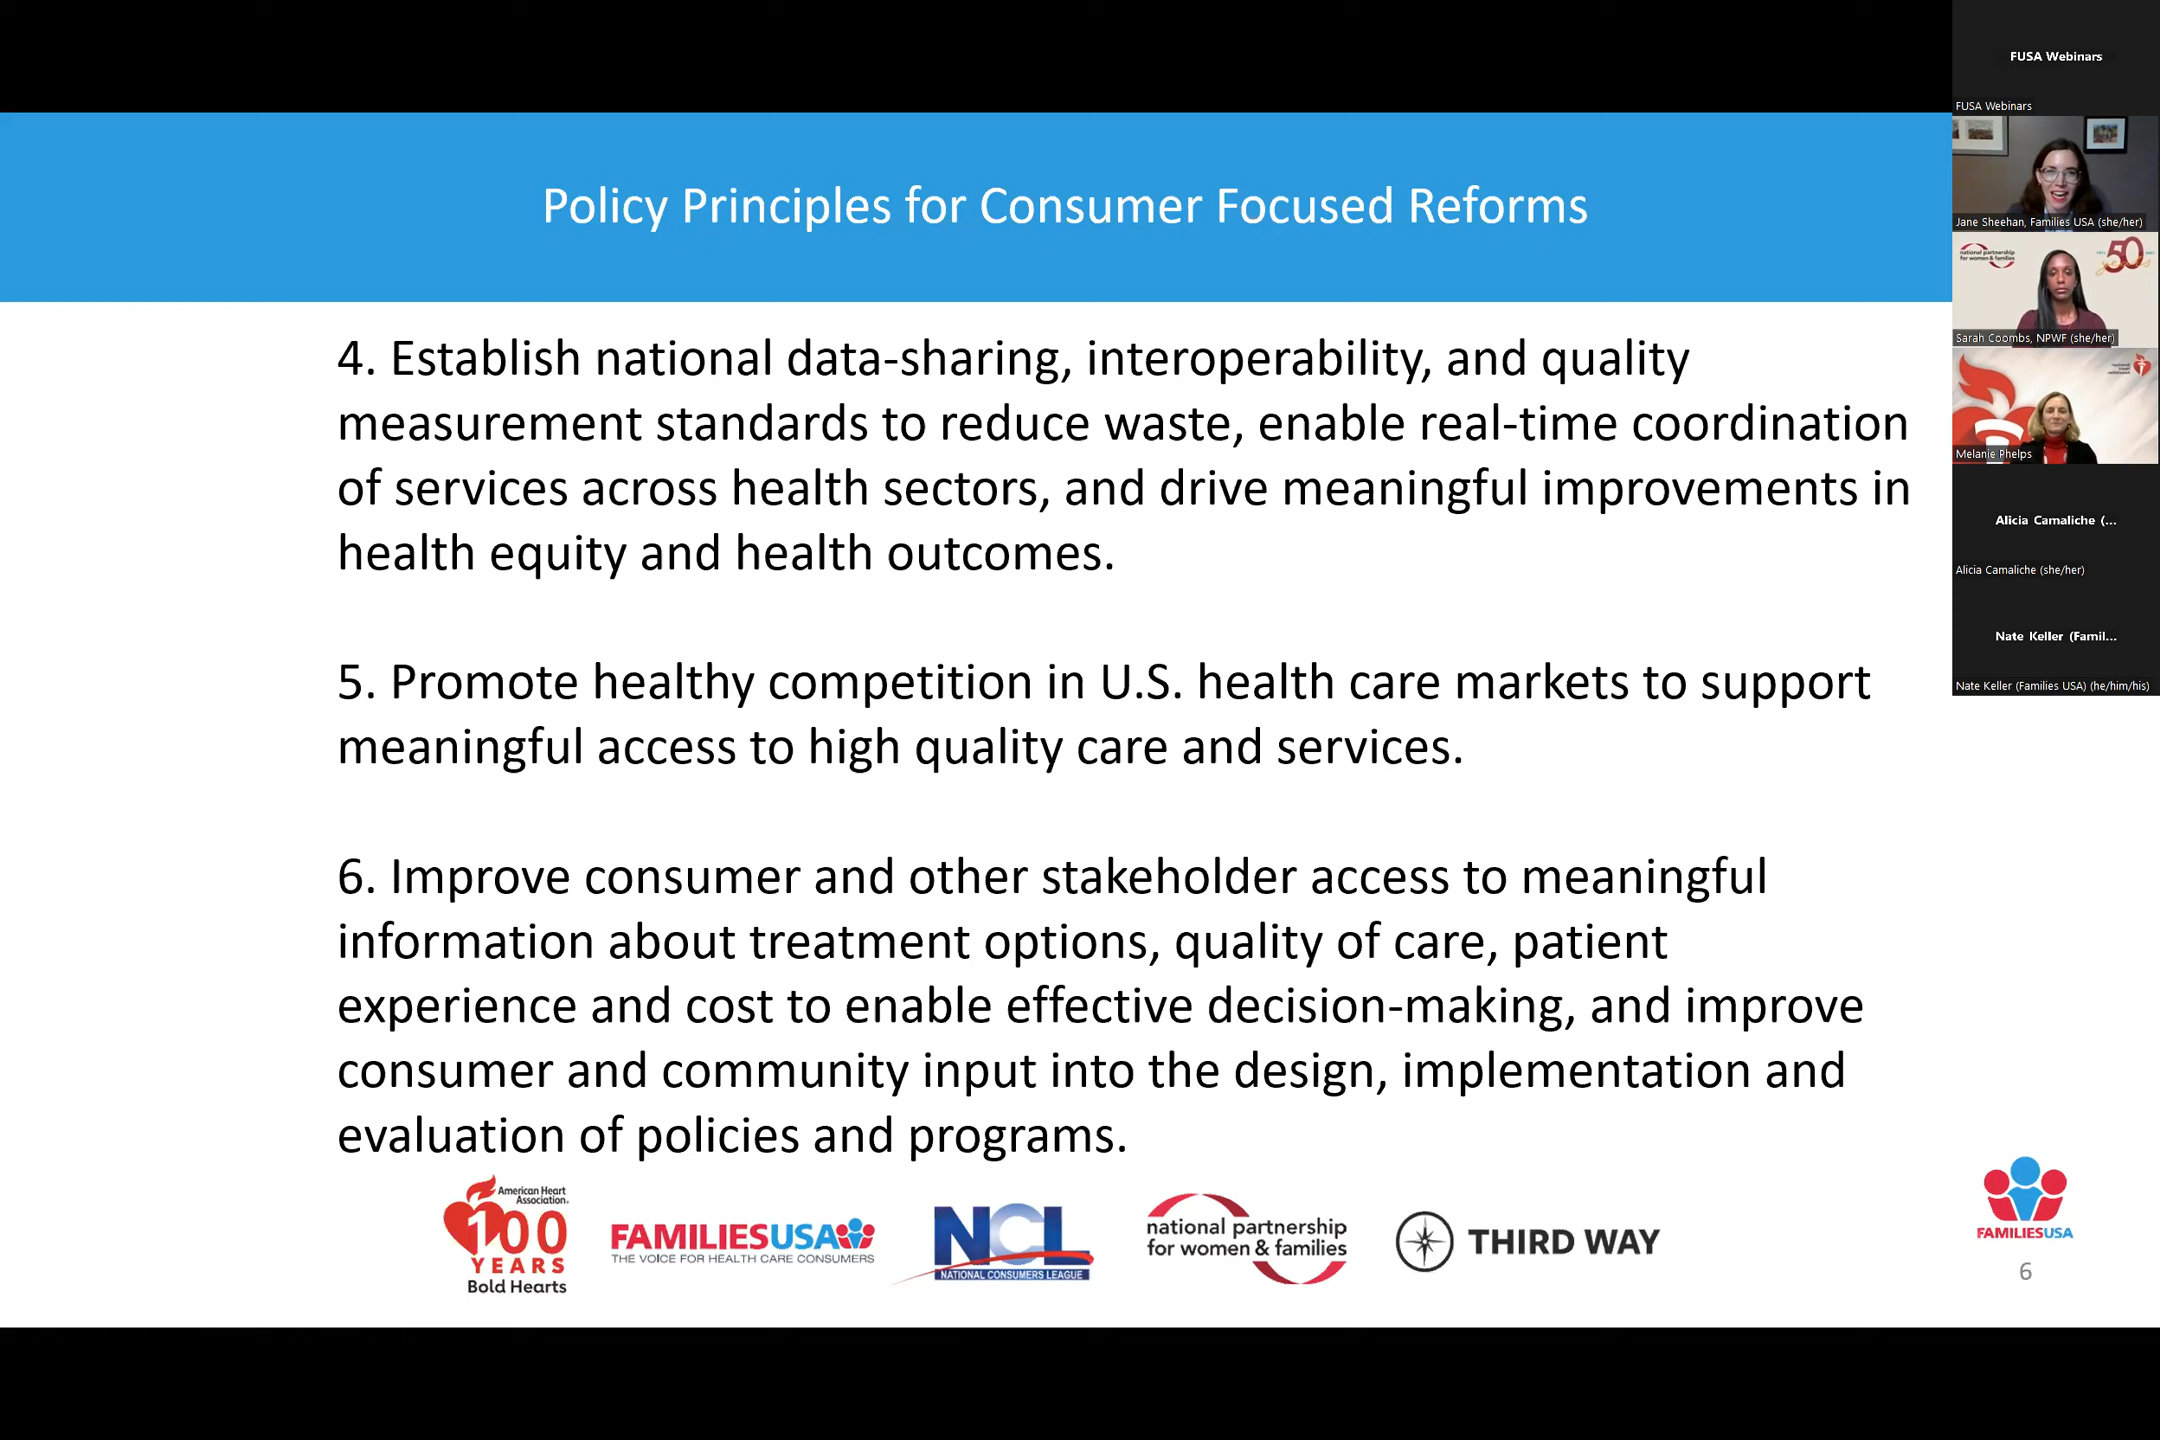 Policy Principles for Consumer Focused Reforms
4. Establish national data-sharing, interoperability, and quality
measurement standards to reduce waste, enable real-time coordination
of services across health sectors, and drive meaningful improvements in
health equity and health outcomes.
5. Promote healthy competition in U.S. health care markets to support
meaningful access to high quality care and services.
6. Improve consumer and other stakeholder access to meaningful
information about treatment options, quality of care, patient
experience and cost to enable effective decision-making, and improve
consumer and community input into the design, implementation and
evaluation of policies and programs.
American Heart
Association.
100
YEARS
Bold Hearts
FAMILIESUSA
THE VOICE FOR HEALTH CARE CONSUMERS
NCL
NATIONAL CONSUMERS LEAGUE
national partnership
for women & families
THIRD WAY
FAMILIESUSA
6
FUSA Webinars
FUSA Webinars
Jane Sheehan, Families USA (she/her)
national partnership
for women & families
50
years
Sarah Coombs, NPWF (she/her)
Melanie Phelps
Alicia Camaliche (...
Alicia Camaliche (she/her)
Nate Keller (Famil...
Nate Keller (Families USA) (he/him/his)